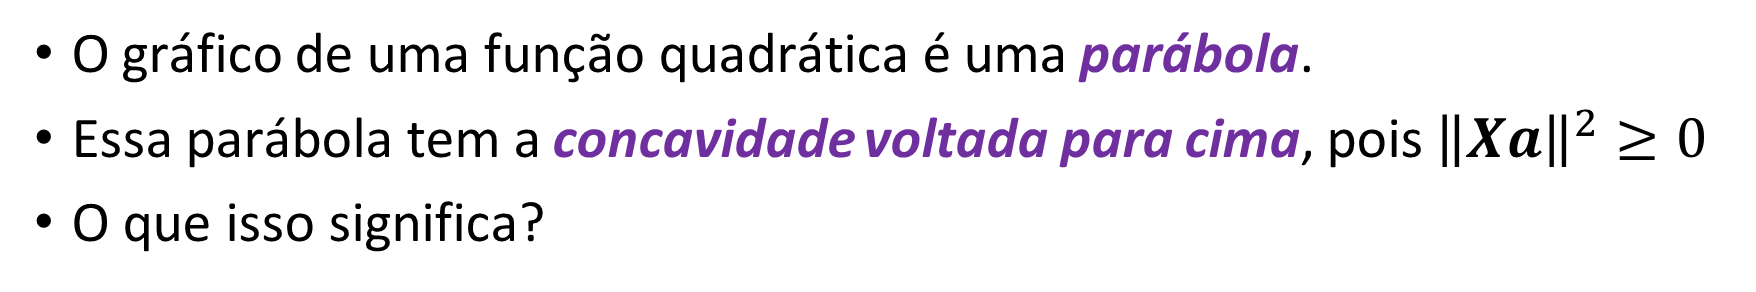 • O gráfico de uma função quadrática é uma parábola.
• Essa parábola tem a concavidade voltada para cima, pois ‖Xa‖² ≥ 0
• O que isso significa?